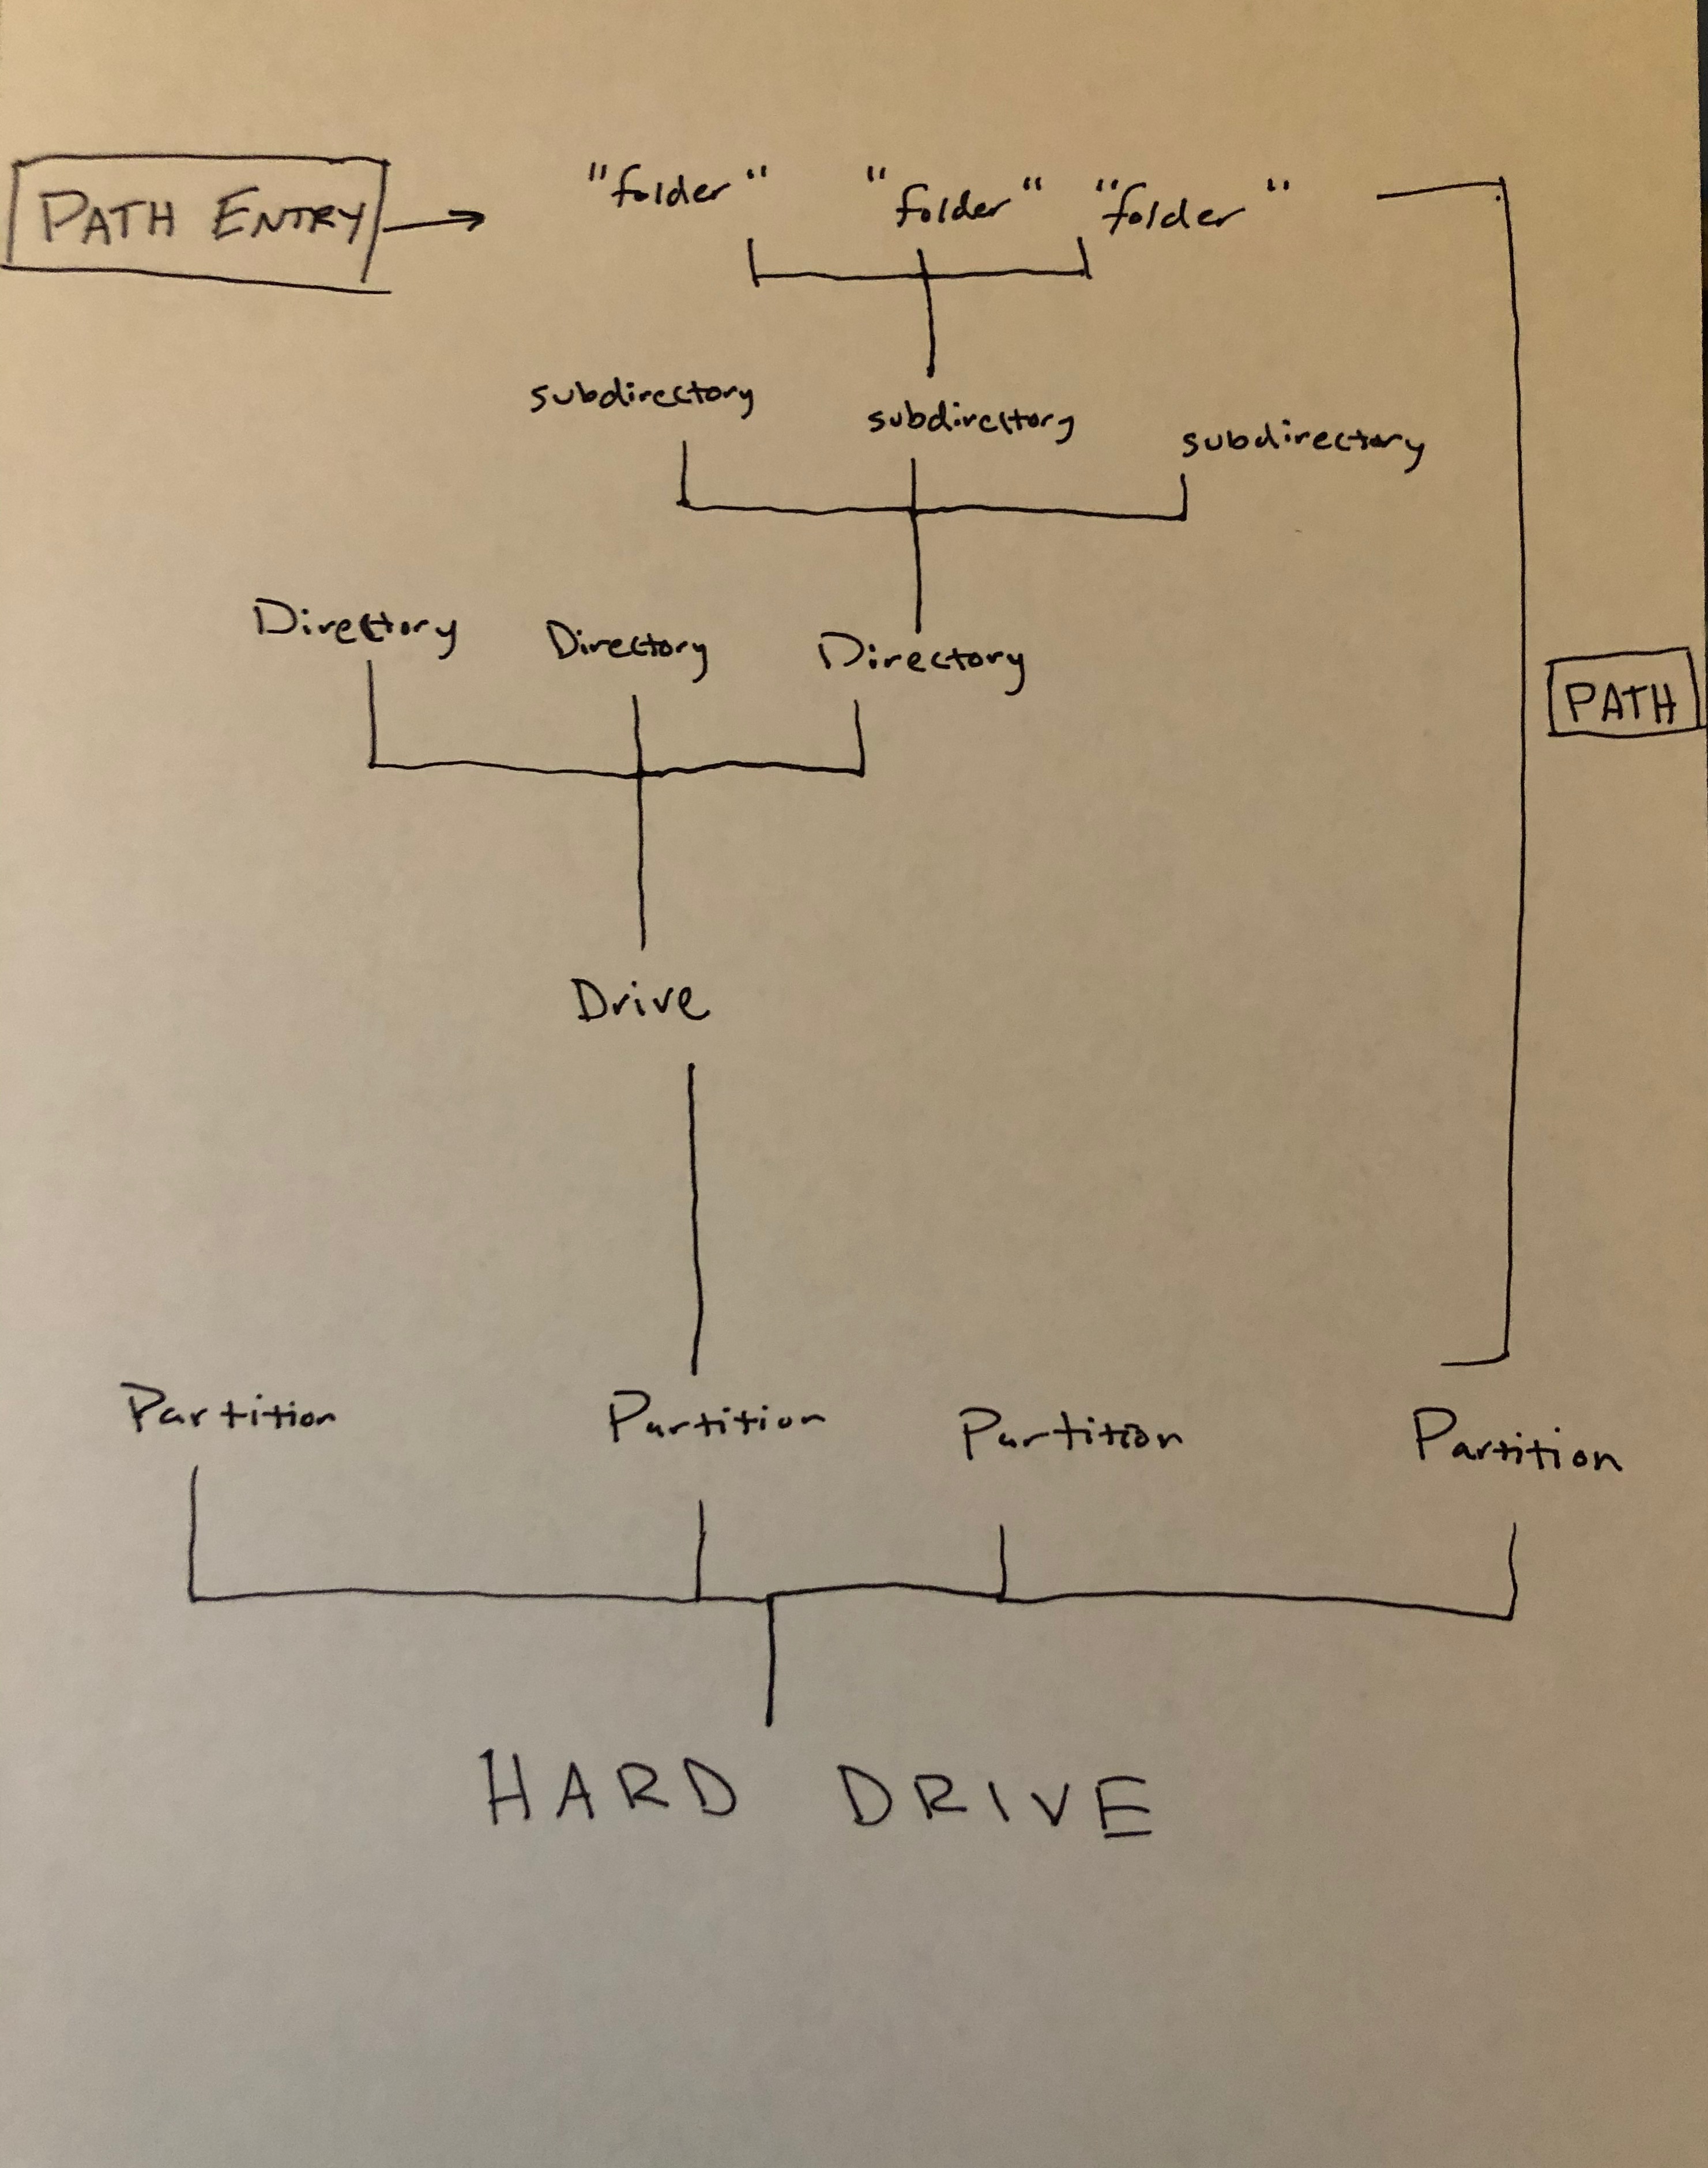 PATH ENTRY
"folder" "folder" "folder"
subdirectory subdirectory subdirectory
Directory Directory Directory
PATH
Drive
Partition Partition Partition Partition
HARD DRIVE